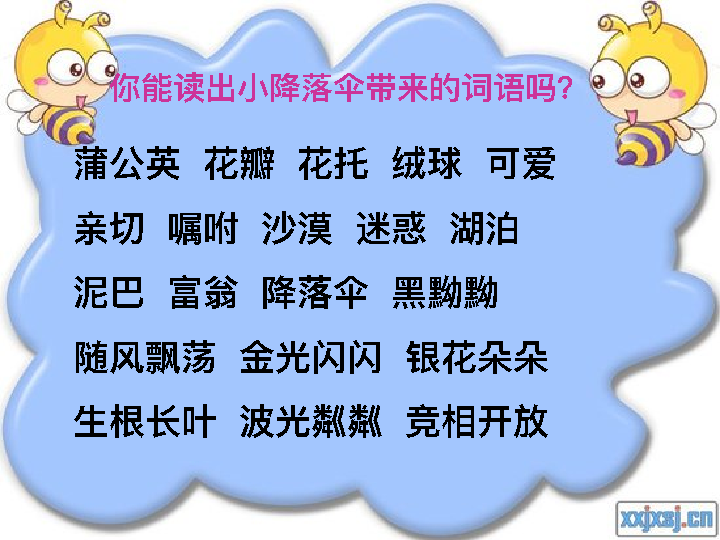 你能读出小降落伞带来的词语吗？
蒲公英 花瓣 花托 绒球 可爱
亲切 嘱咐 沙漠 迷惑 湖泊
泥巴 富翁 降落伞 黑黝黝
随风飘荡 金光闪闪 银花朵朵
生根长叶 波光粼粼 竞相开放
xxjxsj.cn